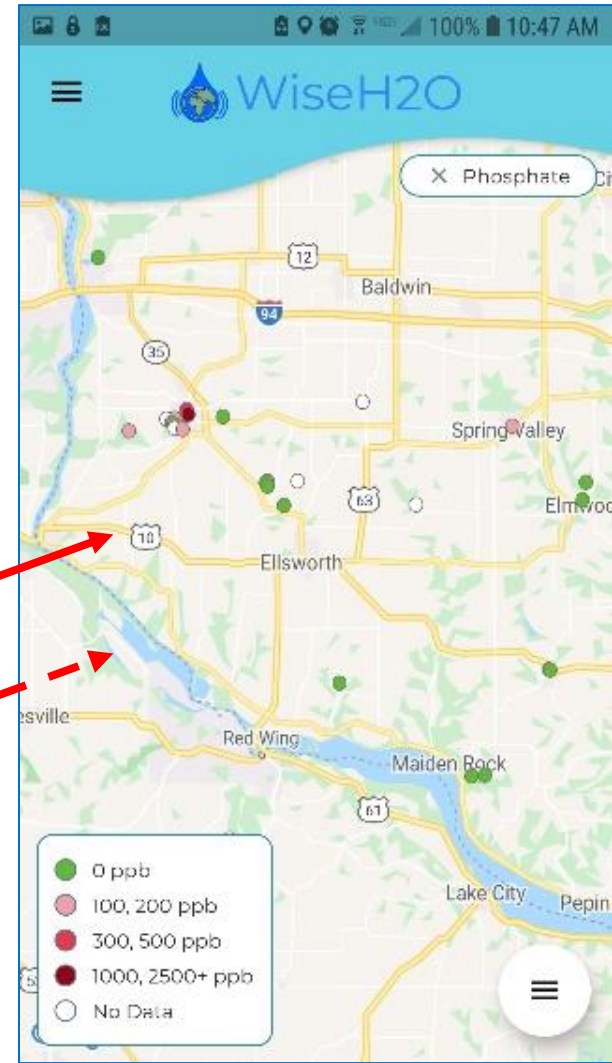 100% 10:47 AM
WiseH2O
× Phosphate
12
Baldwin
94
35
Spring Valley
63
10
Ellsworth
esville
Red Wing
Maiden Rock
61
0 ppb
100, 200 ppb
300, 500 ppb
1000, 2500+ ppb
No Data
Lake City
Pepin